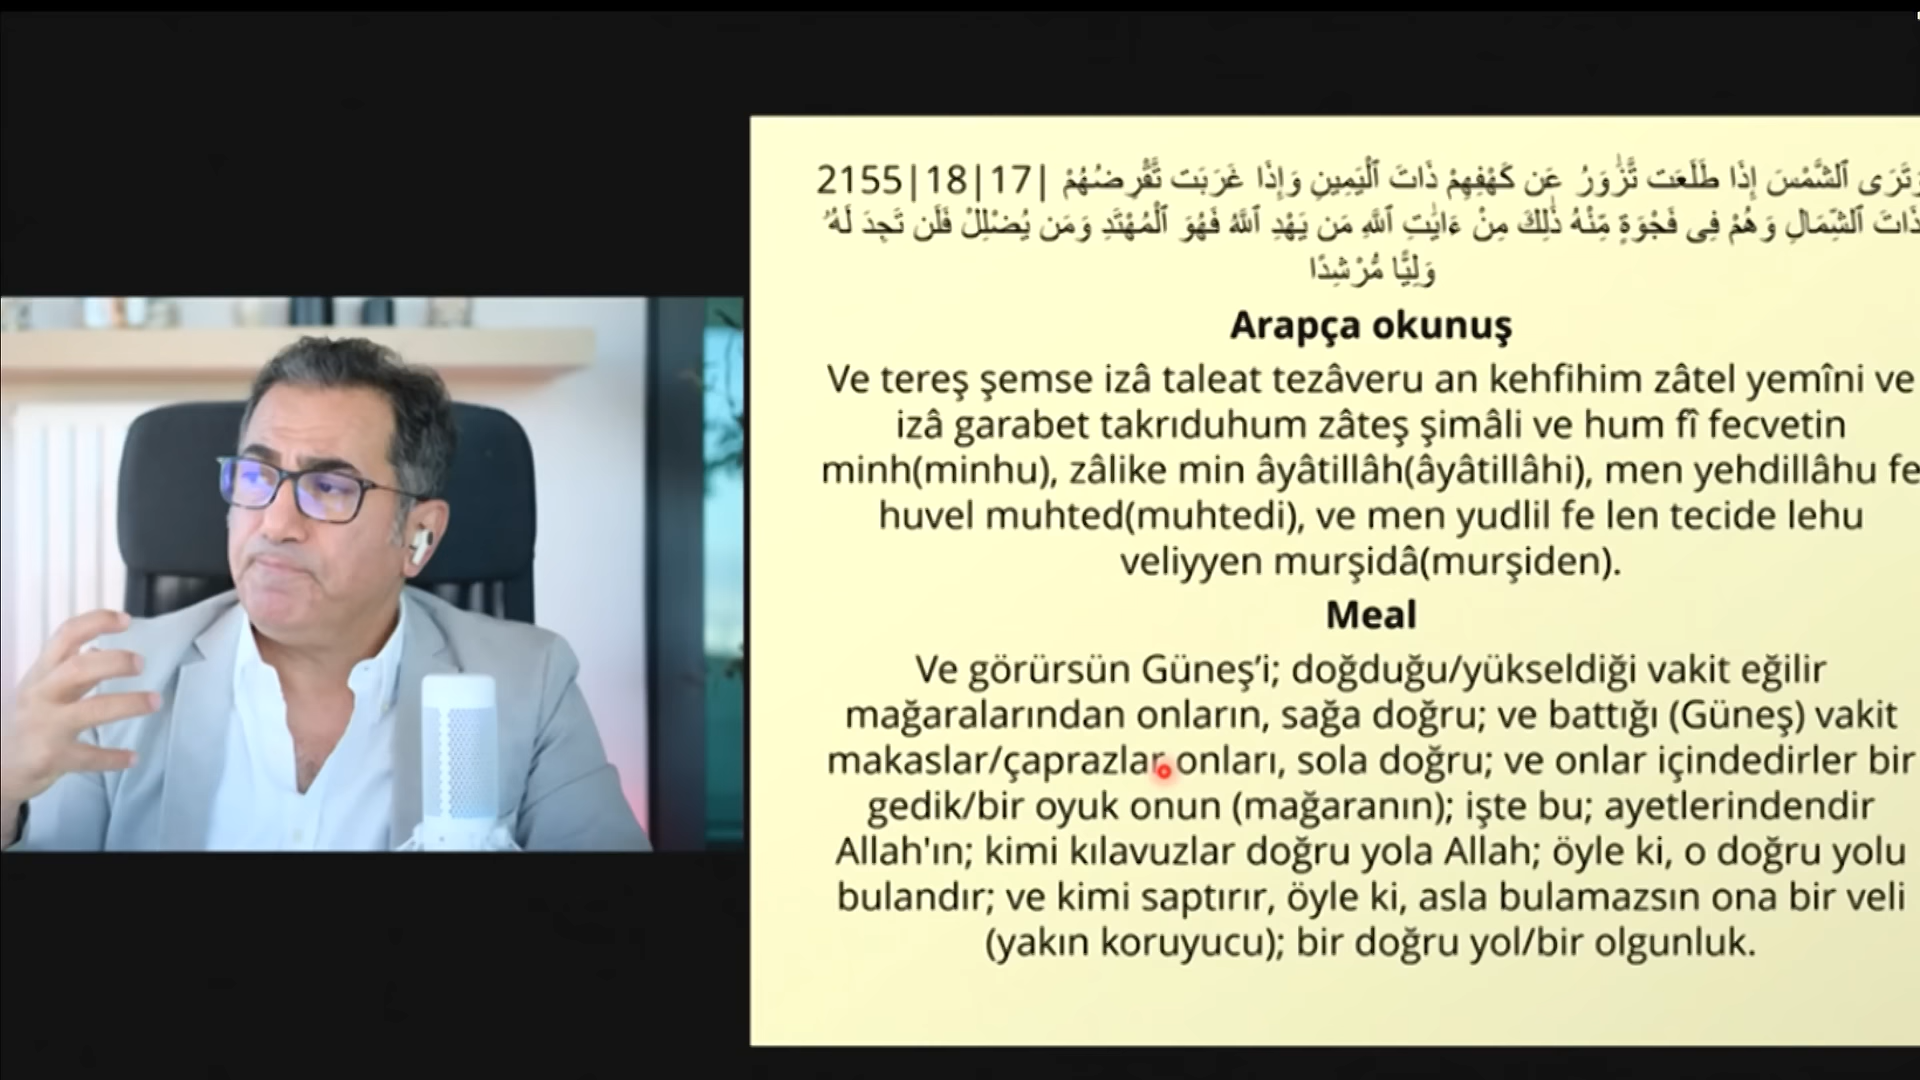 2155|18|17| وَتَرَى ٱلشَّمْسَ إِذَا طَلَعَت تَّزَٰوَرُ عَن كَهْفِهِمْ ذَاتَ ٱلْيَمِينِ وَإِذَا غَرَبَت تَّقْرِضُهُمْ
ذَاتَ ٱلشِّمَالِ وَهُمْ فِى فَجْوَةٍ مِّنْهُ ذَٰلِكَ مِنْ ءَايَٰتِ ٱللَّهِ مَن يَهْدِ ٱللَّهُ فَهُوَ ٱلْمُهْتَدِ وَمَن يُضْلِلْ فَلَن تَجِدَ لَهُۥ
وَلِيًّا مُّرْشِدًا
Arapça okunuş
Ve tereş şemse izâ taleat tezâveru an kehfihim zâtel yemîni ve
izâ garabet takrıduhum zâteş şimâli ve hum fî fecvetin
minh(minhu), zâlike min âyâtillâh(âyâtillâhi), men yehdillâhu fe
huvel muhted(muhtedi), ve men yudlil fe len tecide lehu
veliyyen murşidâ(murşiden).
Meal
Ve görürsün Güneş’i; doğduğu/yükseldiği vakit eğilir
mağaralarından onların, sağa doğru; ve battığı (Güneş) vakit
makaslar/çaprazlar onları, sola doğru; ve onlar içindedirler bir
gedik/bir oyuk onun (mağaranın); işte bu; ayetlerindendir
Allah'ın; kimi kılavuzlar doğru yola Allah; öyle ki, o doğru yolu
bulandır; ve kimi saptırır, öyle ki, asla bulamazsın ona bir veli
(yakın koruyucu); bir doğru yol/bir olgunluk.